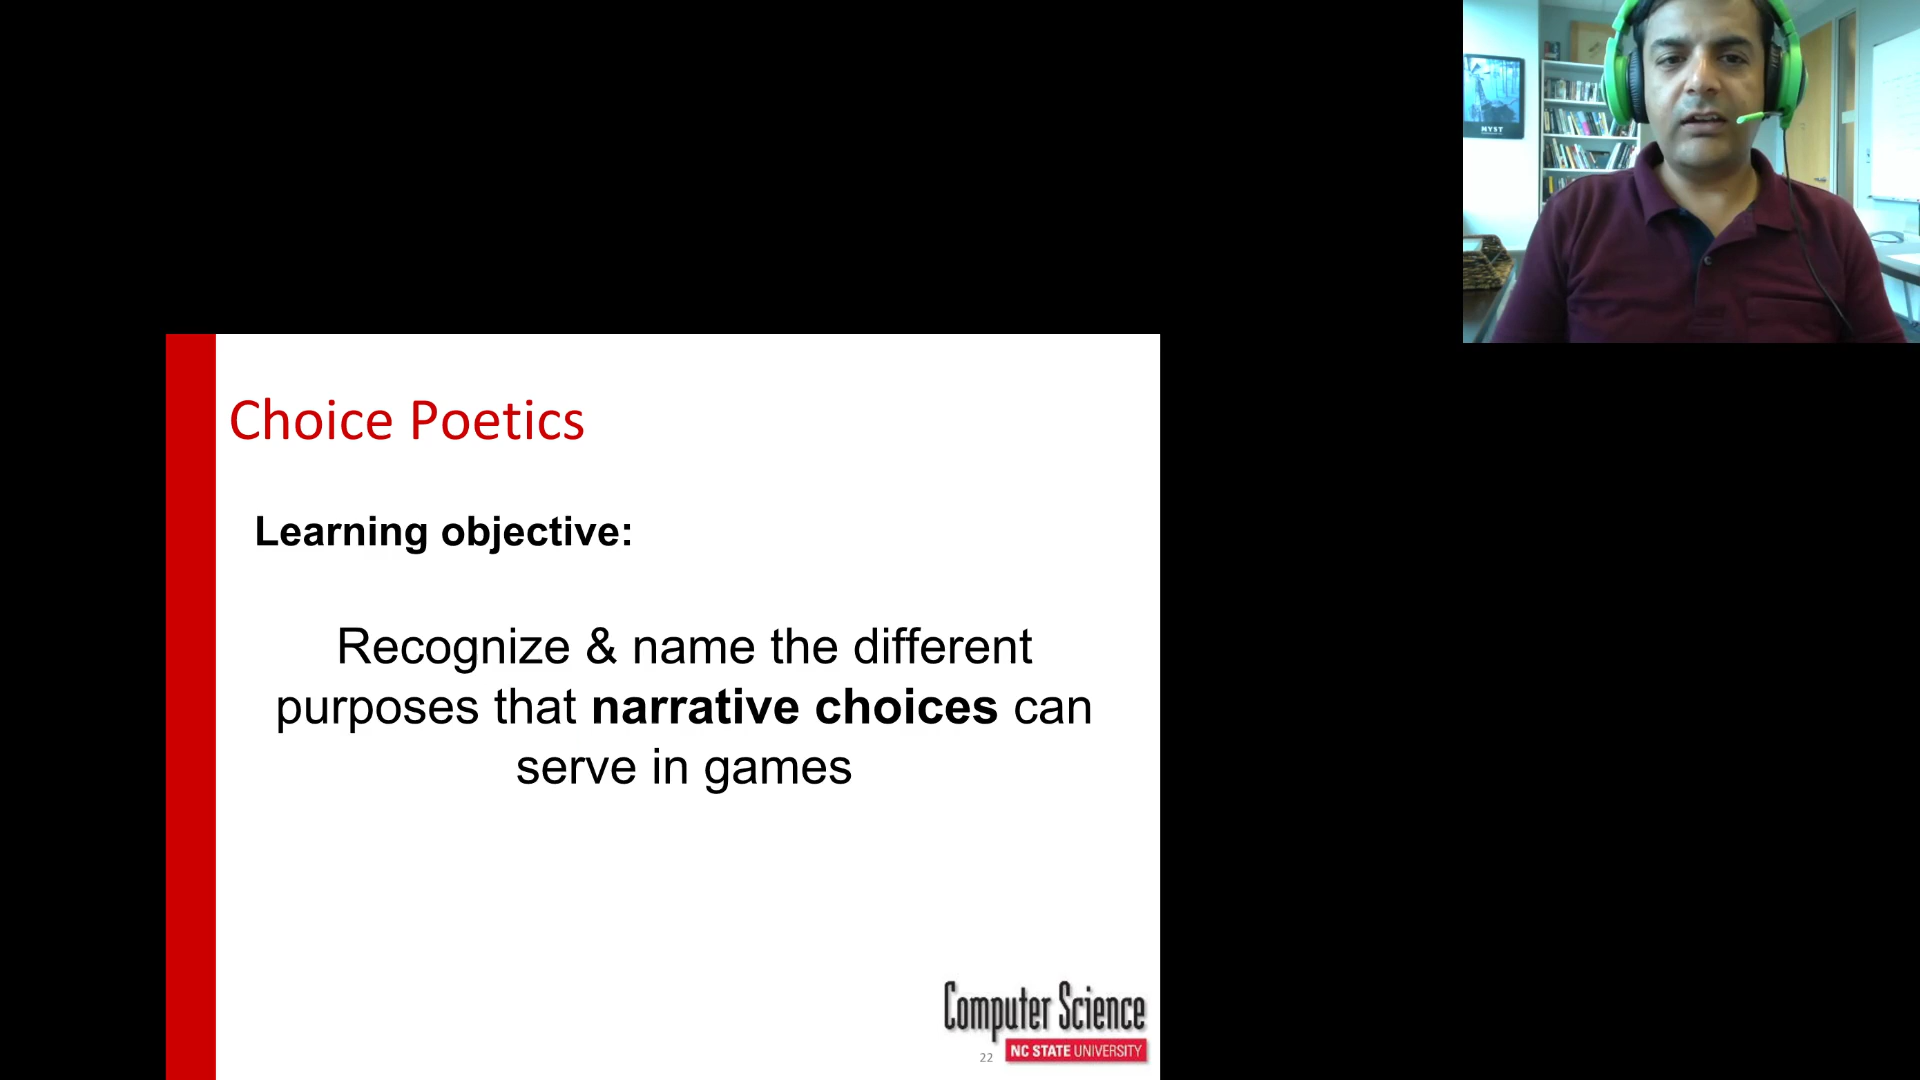 MYST
Choice Poetics
Learning objective:
Recognize & name the different
purposes that narrative choices can
serve in games
Computer Science
22
NC STATE UNIVERSITY